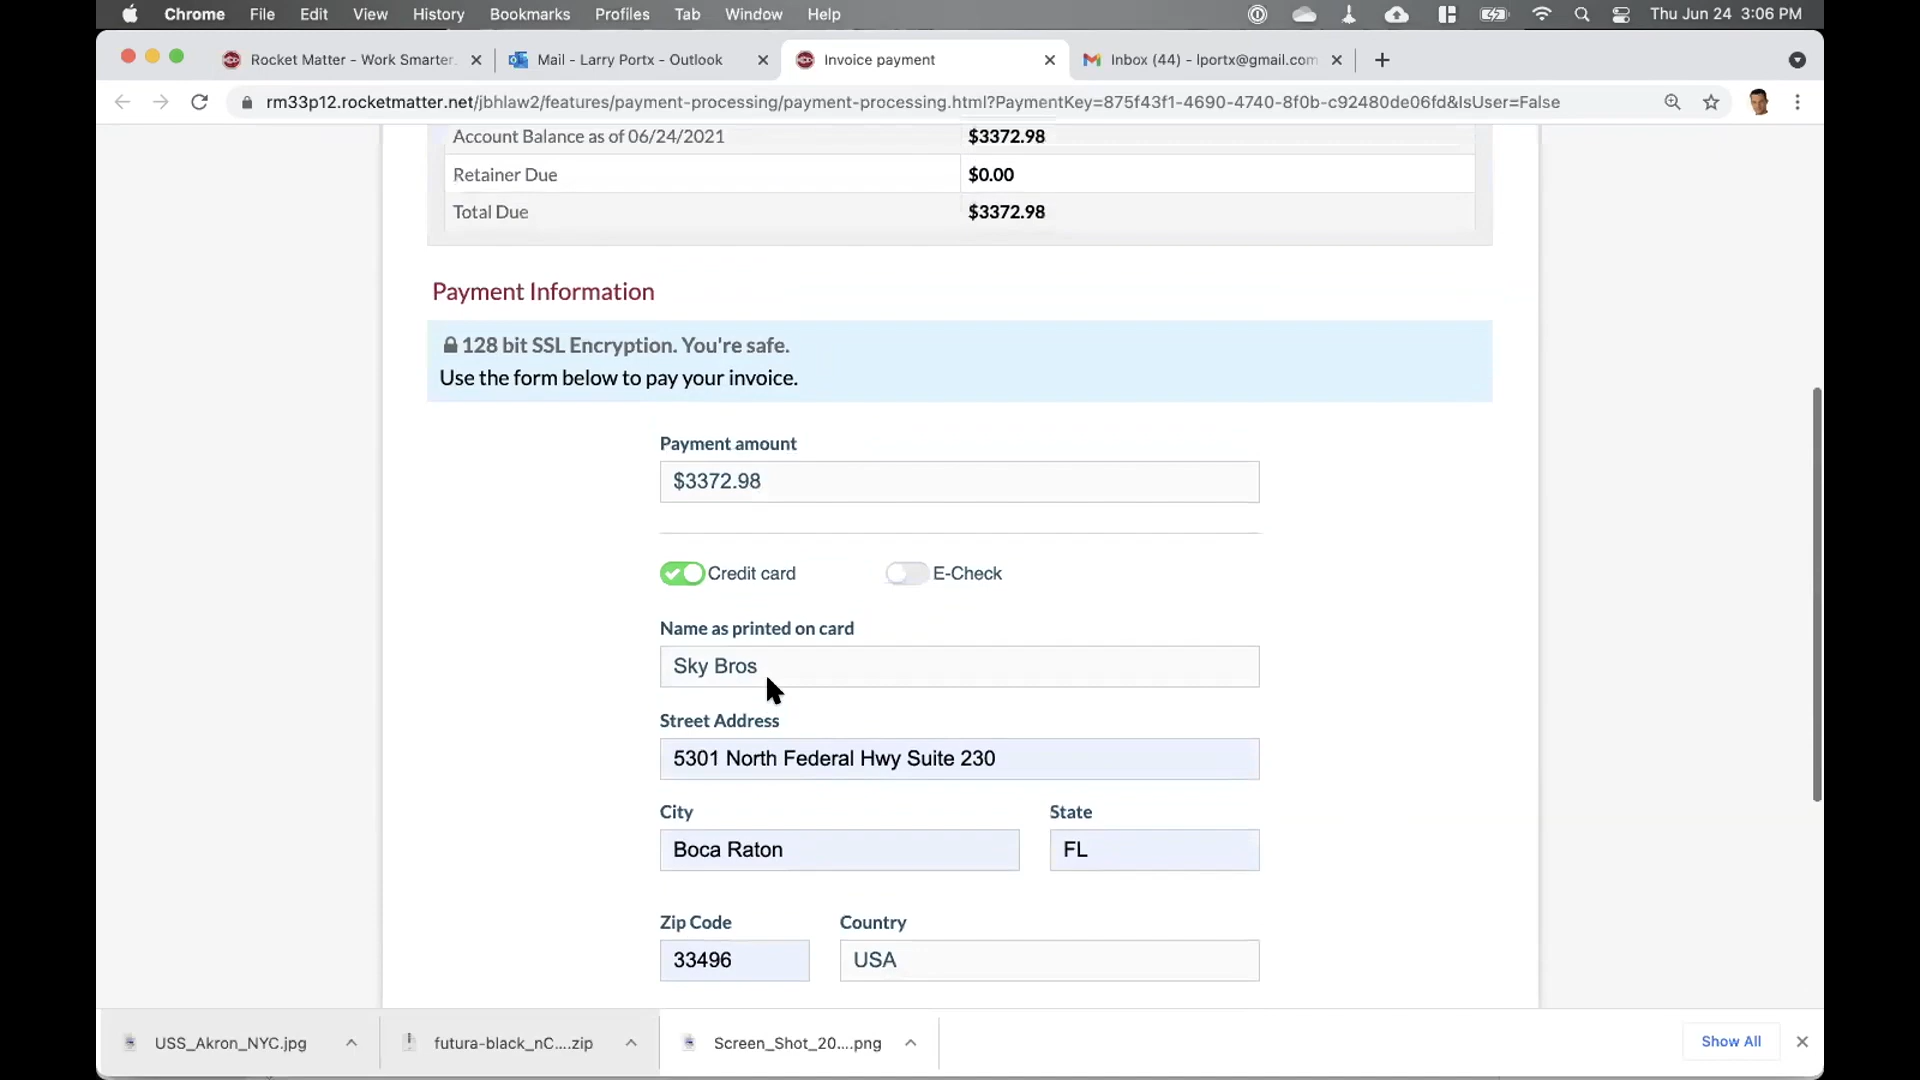 Chrome File Edit View History Bookmarks Profiles Tab Window Help Thu Jun 24 3:06 PM
Rocket Matter - Work Smarter. Mail - Larry Portx - Outlook Invoice payment Inbox (44) - lportx@gmail.com
rm33p12.rocketmatter.net/jbhlaw2/features/payment-processing/payment-processing.html?PaymentKey=875f43f1-4690-4740-8f0b-c92480de06fd&IsUser=False
Account Balance as of 06/24/2021 $3372.98
Retainer Due $0.00
Total Due $3372.98
Payment Information
128 bit SSL Encryption. You're safe.
Use the form below to pay your invoice.
Payment amount
$3372.98
Credit card E-Check
Name as printed on card
Sky Bros
Street Address
5301 North Federal Hwy Suite 230
City State
Boca Raton FL
Zip Code Country
33496 USA
USS_Akron_NYC.jpg futura-black_nC....zip Screen_Shot_20....png Show All